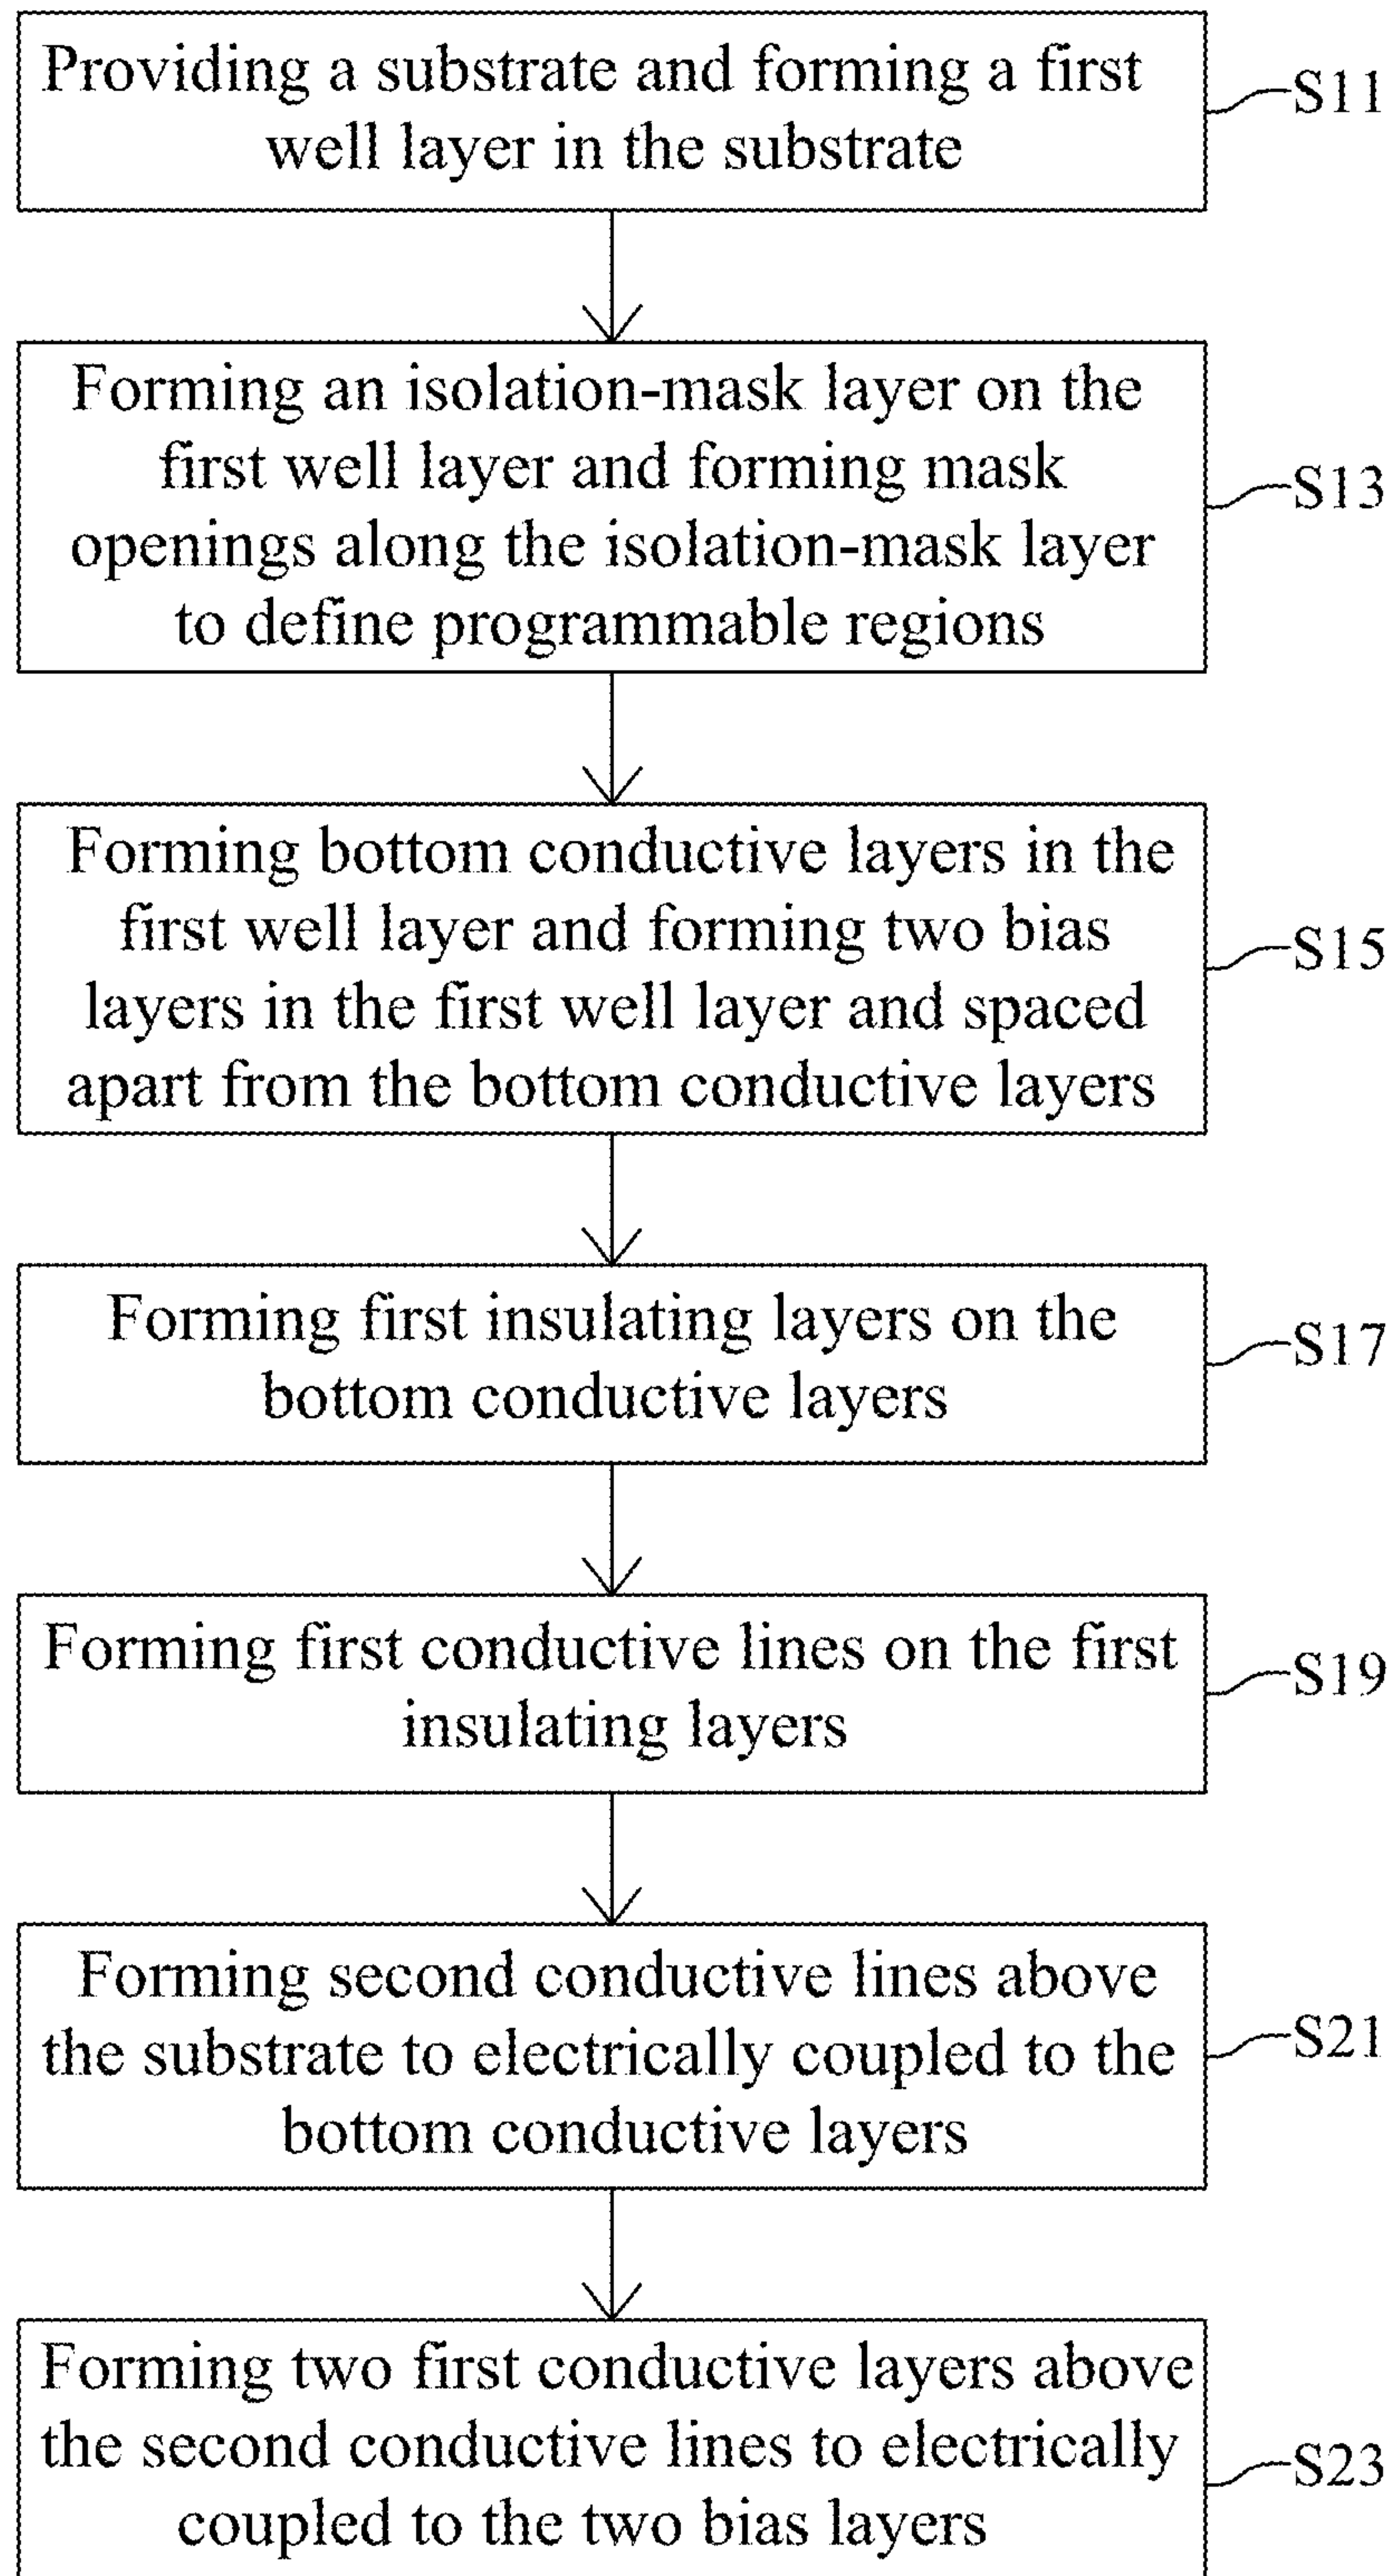 Providing a substrate and forming a first
well layer in the substrate
S11
Forming an isolation-mask layer on the
first well layer and forming mask
openings along the isolation-mask layer
to define programmable regions
S13
Forming bottom conductive layers in the
first well layer and forming two bias
layers in the first well layer and spaced
apart from the bottom conductive layers
S15
Forming first insulating layers on the
bottom conductive layers
S17
Forming first conductive lines on the first
insulating layers
S19
Forming second conductive lines above
the substrate to electrically coupled to the
bottom conductive layers
S21
Forming two first conductive layers above
the second conductive lines to electrically
coupled to the two bias layers
S23